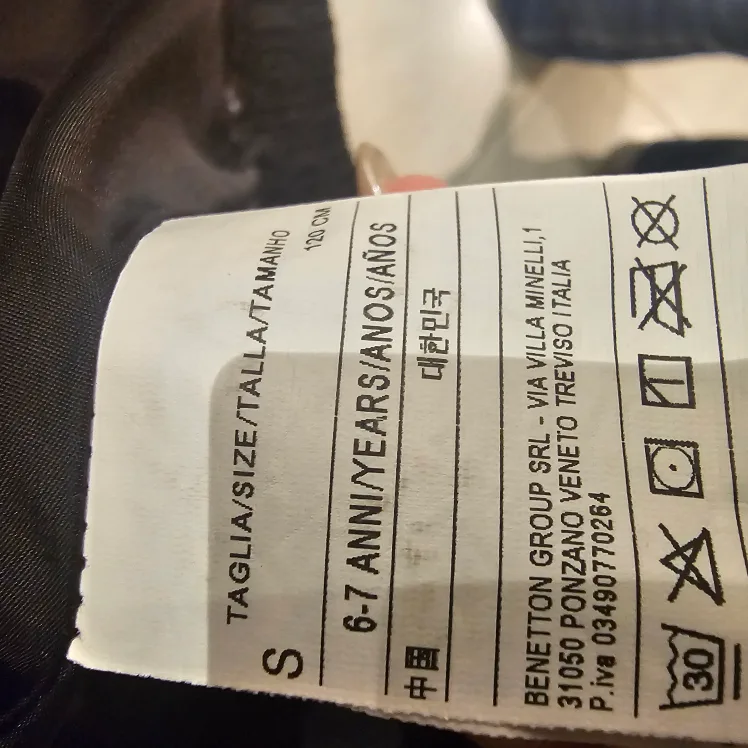 TAGLIA/SIZE/TALLA/TAMANHO
S 120 CM
6-7 ANNI/YEARS/ANOS/AÑOS
中国 대한민국
BENETTON GROUP SRL - VIA VILLA MINELLI,1
31050 PONZANO VENETO TREVISO ITALIA
P.iva 03490770264
30